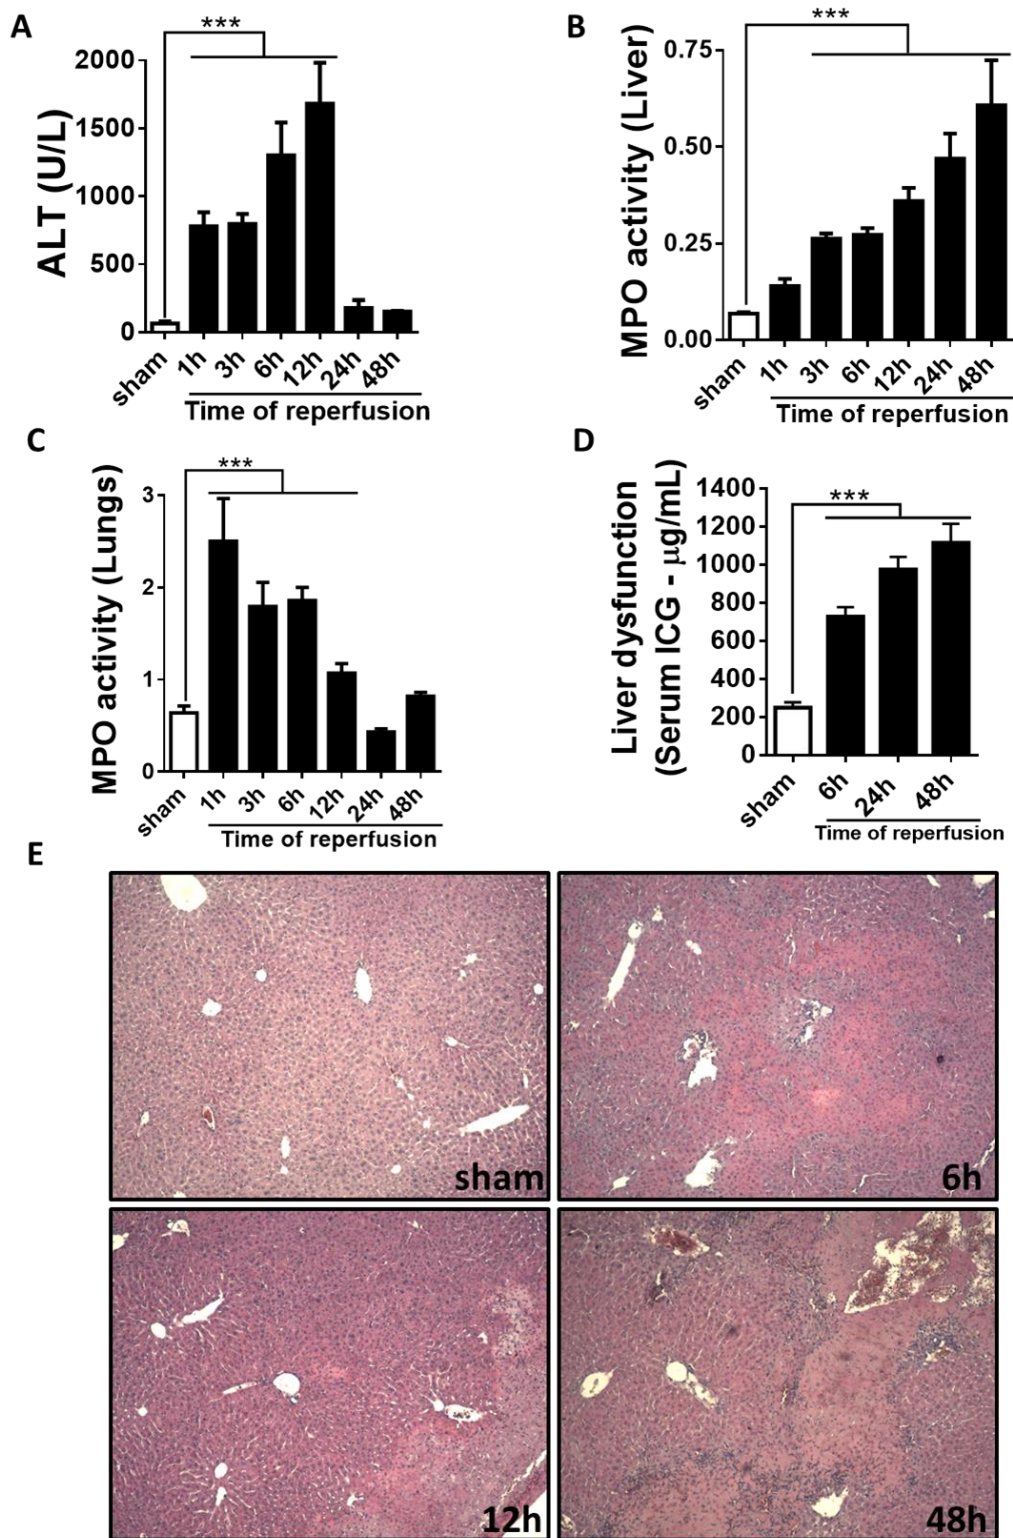 A
***
ALT (U/L)
2000
1500
1000
500
0
sham
1h
3h
6h
12h
24h
48h
Time of reperfusion
B
***
MPO activity (Liver)
0.75
0.50
0.25
0.00
sham
1h
3h
6h
12h
24h
48h
Time of reperfusion
C
***
MPO activity (Lungs)
3
2
1
0
sham
1h
3h
6h
12h
24h
48h
Time of reperfusion
D
***
Liver dysfunction
(Serum ICG - μg/mL)
1400
1200
1000
800
600
400
200
0
sham
6h
24h
48h
Time of reperfusion
E
sham
6h
12h
48h